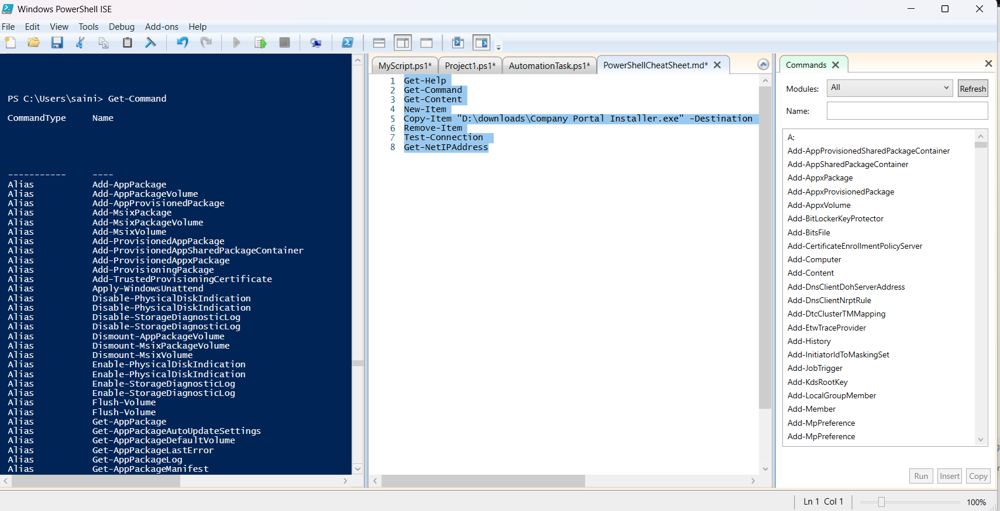 Windows PowerShell ISE
File Edit View Tools Debug Add-ons Help
PS C:\Users\saini> Get-Command
CommandType Name
----------- ----
Alias Add-AppPackage
Alias Add-AppPackageVolume
Alias Add-AppProvisionedPackage
Alias Add-MsixPackage
Alias Add-MsixPackageVolume
Alias Add-MsixVolume
Alias Add-ProvisionedAppPackage
Alias Add-ProvisionedAppSharedPackageContainer
Alias Add-ProvisionedAppxPackage
Alias Add-ProvisioningPackage
Alias Add-TrustedProvisioningCertificate
Alias Apply-WindowsUnattend
Alias Disable-PhysicalDiskIndication
Alias Disable-PhysicalDiskIndication
Alias Disable-StorageDiagnosticLog
Alias Disable-StorageDiagnosticLog
Alias Dismount-AppPackageVolume
Alias Dismount-MsixPackageVolume
Alias Dismount-MsixVolume
Alias Enable-PhysicalDiskIndication
Alias Enable-PhysicalDiskIndication
Alias Enable-StorageDiagnosticLog
Alias Enable-StorageDiagnosticLog
Alias Flush-Volume
Alias Flush-Volume
Alias Get-AppPackage
Alias Get-AppPackageAutoUpdateSettings
Alias Get-AppPackageDefaultVolume
Alias Get-AppPackageLastError
Alias Get-AppPackageLog
Alias Get-AppPackageManifest
MyScript.ps1* Project1.ps1* AutomationTask.ps1* PowerShellCheatSheet.md*
1 Get-Help
2 Get-Command
3 Get-Content
4 New-Item
5 Copy-Item "D:\downloads\Company Portal Installer.exe" -Destination
6 Remove-Item
7 Test-Connection
8 Get-NetIPAddress
Commands
Modules: All Refresh
Name:
A:
Add-AppProvisionedSharedPackageContainer
Add-AppSharedPackageContainer
Add-AppxPackage
Add-AppxProvisionedPackage
Add-AppxVolume
Add-BitLockerKeyProtector
Add-BitsFile
Add-CertificateEnrollmentPolicyServer
Add-Computer
Add-Content
Add-DnsClientDohServerAddress
Add-DnsClientNrptRule
Add-DtcClusterTMMapping
Add-EtwTraceProvider
Add-History
Add-InitiatorIdToMaskingSet
Add-JobTrigger
Add-KdsRootKey
Add-LocalGroupMember
Add-Member
Add-MpPreference
Add-MpPreference
Run Insert Copy
Ln 1 Col 1 100%